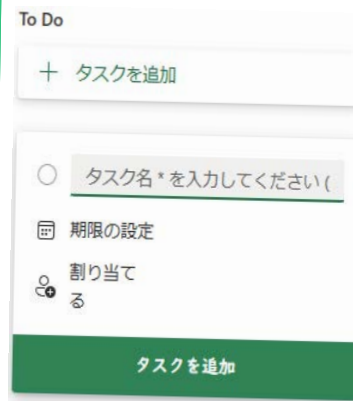 To Do
+ タスクを追加
タスク名 * を入力してください (
期限の設定
割り当て
る
タスクを追加